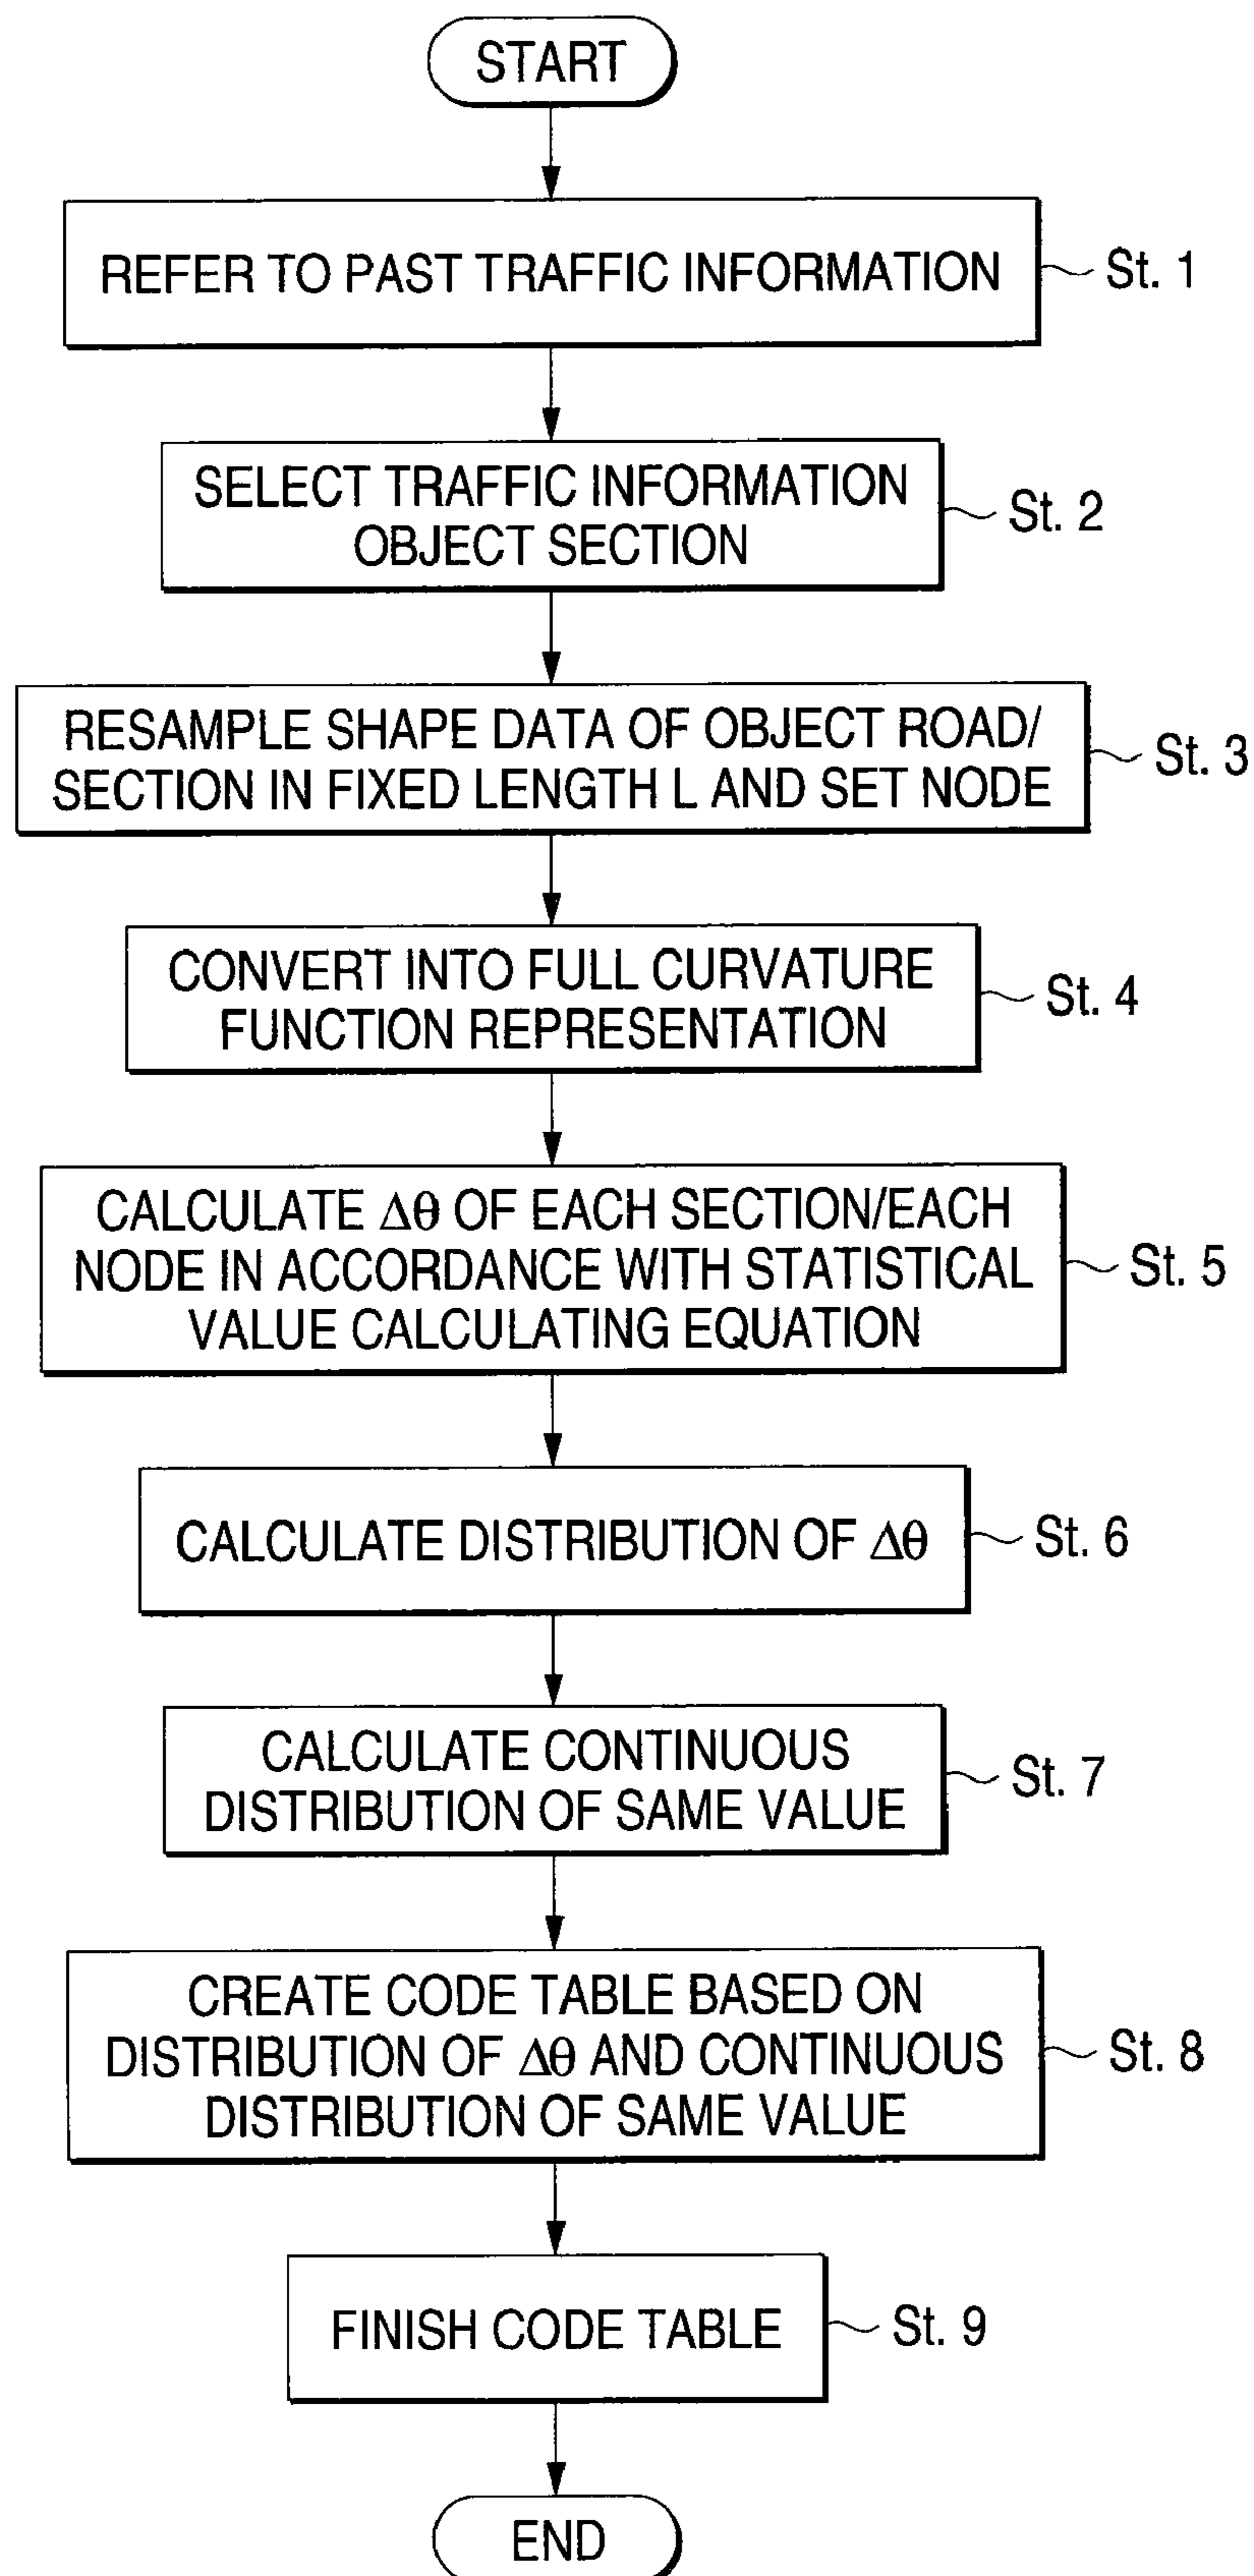 START
REFER TO PAST TRAFFIC INFORMATION
St. 1
SELECT TRAFFIC INFORMATION
OBJECT SECTION
St. 2
RESAMPLE SHAPE DATA OF OBJECT ROAD/
SECTION IN FIXED LENGTH L AND SET NODE
St. 3
CONVERT INTO FULL CURVATURE
FUNCTION REPRESENTATION
St. 4
CALCULATE Δθ OF EACH SECTION/EACH
NODE IN ACCORDANCE WITH STATISTICAL
VALUE CALCULATING EQUATION
St. 5
CALCULATE DISTRIBUTION OF Δθ
St. 6
CALCULATE CONTINUOUS
DISTRIBUTION OF SAME VALUE
St. 7
CREATE CODE TABLE BASED ON
DISTRIBUTION OF Δθ AND CONTINUOUS
DISTRIBUTION OF SAME VALUE
St. 8
FINISH CODE TABLE
St. 9
END